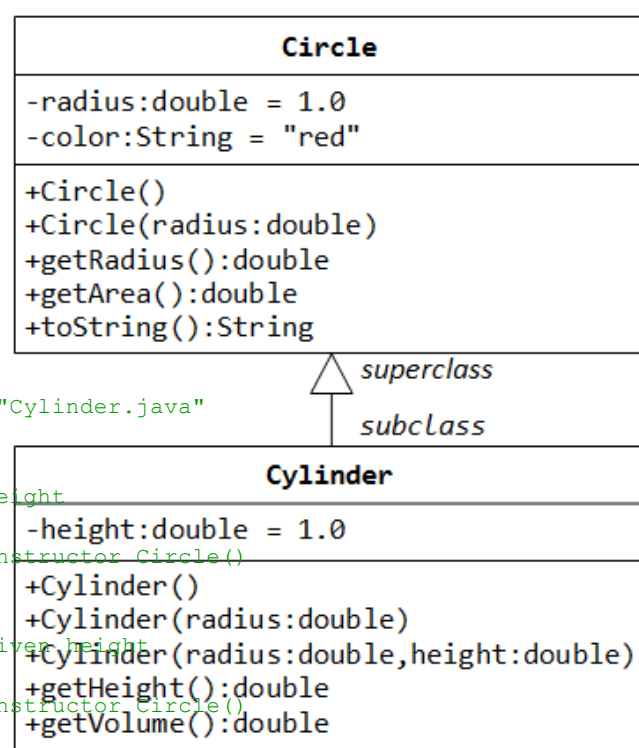 Circle
-radius:double = 1.0
-color:String = "red"
+Circle()
+Circle(radius:double)
+getRadius():double
+getArea():double
+toString():String
superclass
"Cylinder.java"
subclass
Cylinder
eight
-height:double = 1.0
nstructor Circle()
+Cylinder()
+Cylinder(radius:double)
iven height
+Cylinder(radius:double,height:double)
+getHeight():double
nstructor Circle()
+getVolume():double